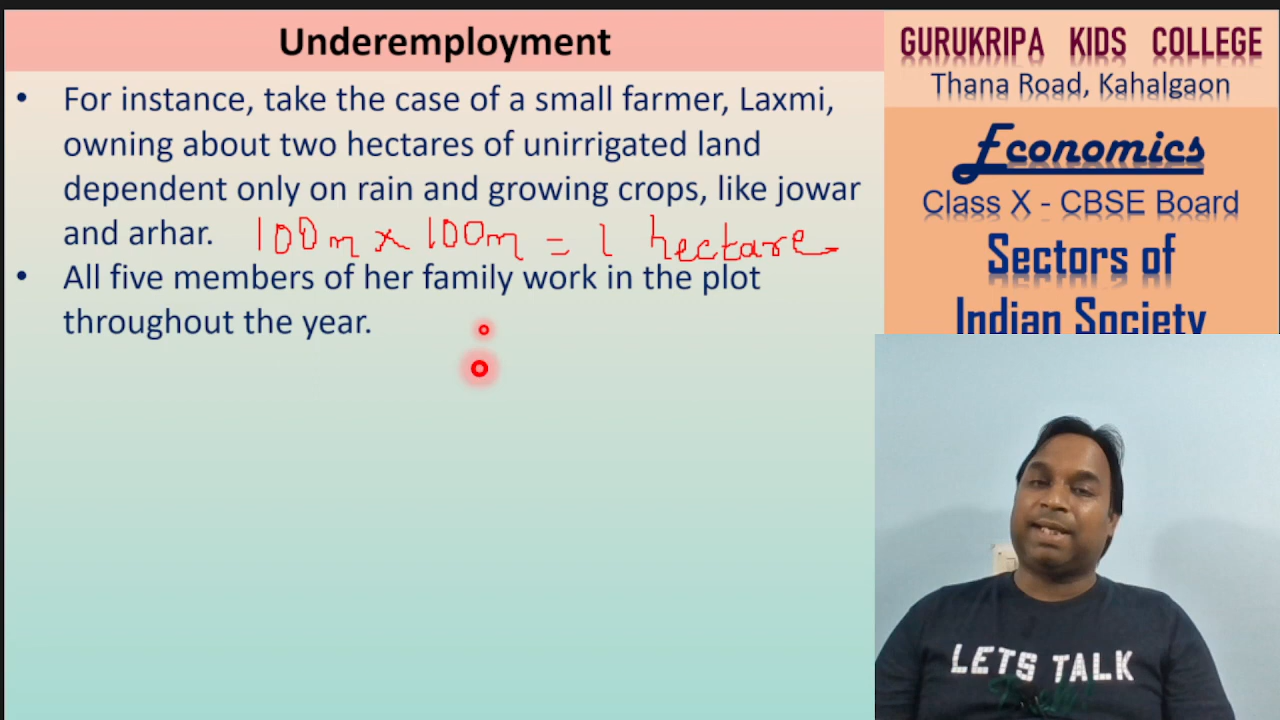 Underemployment
• For instance, take the case of a small farmer, Laxmi,
owning about two hectares of unirrigated land
dependent only on rain and growing crops, like jowar
and arhar.
100m x 100m = 1 hectare
• All five members of her family work in the plot
throughout the year.
GURUKRIPA KIDS COLLEGE
Thana Road, Kahalgaon
Economics
Class X - CBSE Board
Sectors of
Indian Society
LETS TALK